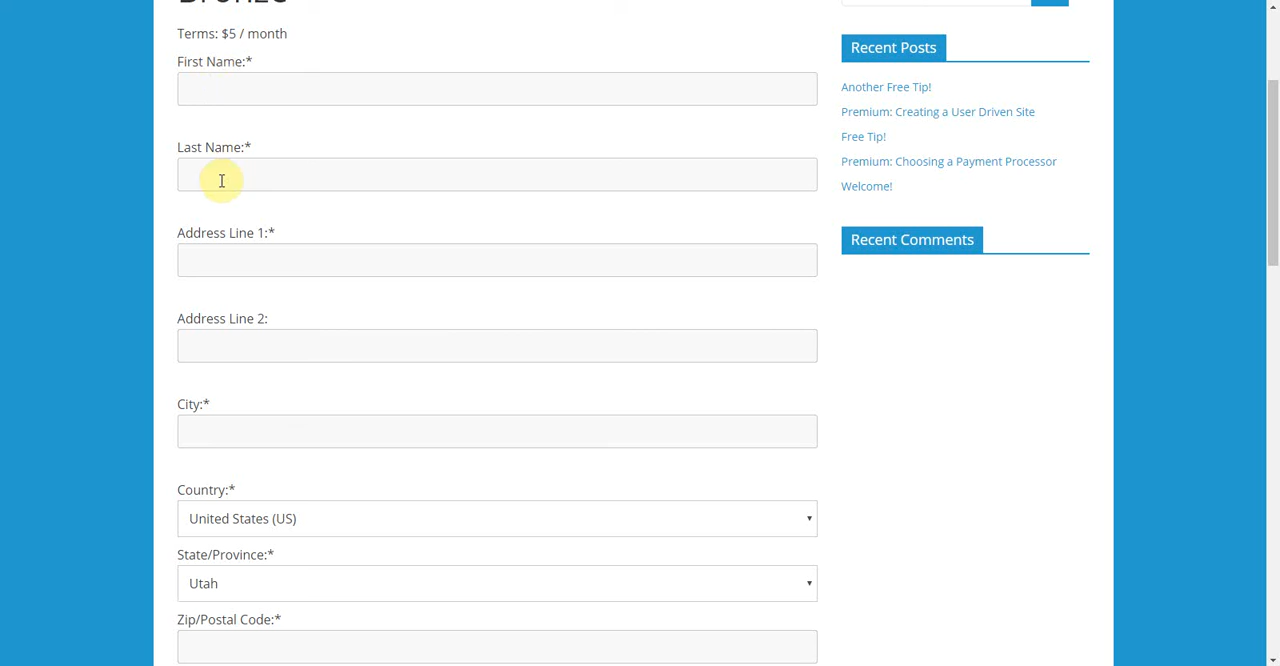 Bronze
Terms: $5 / month
First Name:*
Last Name:*
Address Line 1:*
Address Line 2:
City:*
Country:*
United States (US)
State/Province:*
Utah
Zip/Postal Code:*
Recent Posts
Another Free Tip!
Premium: Creating a User Driven Site
Free Tip!
Premium: Choosing a Payment Processor
Welcome!
Recent Comments